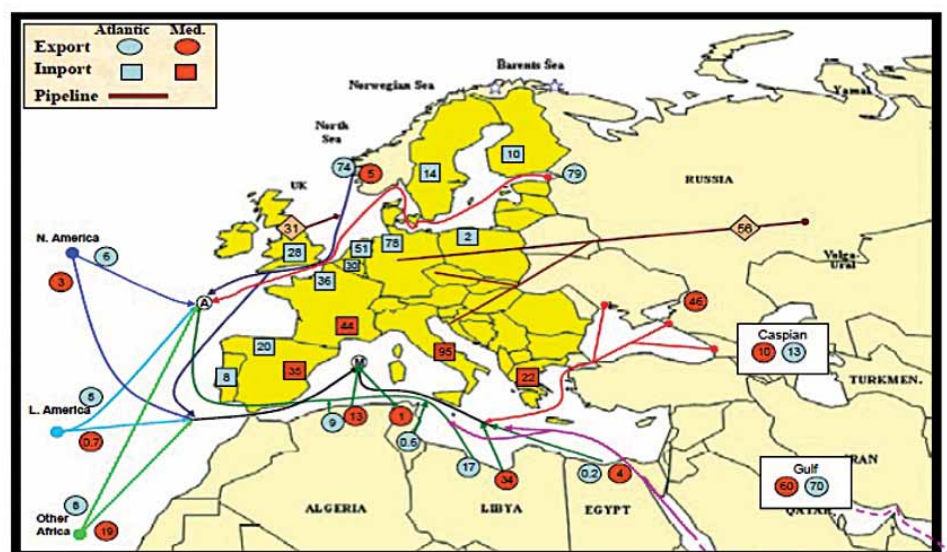 Atlantic Med.
Export
Import
Pipeline
Barents Sea
Norwegian Sea
Yamal
North
Sea
74 5
14
10
79
RUSSIA
UK
31
56
N. America
6
28
51
78
2
Volga-
Ural
3
36
30
A
46
44
Caspian
10 13
20
M
95
8
35
22
TURKMEN.
L. America
0.7
9
13
1
0.6
17
34
0.2
4
Gulf
60 70
IRAN
QATAR
Other
Africa
19
ALGERIA
LIBYA
EGYPT